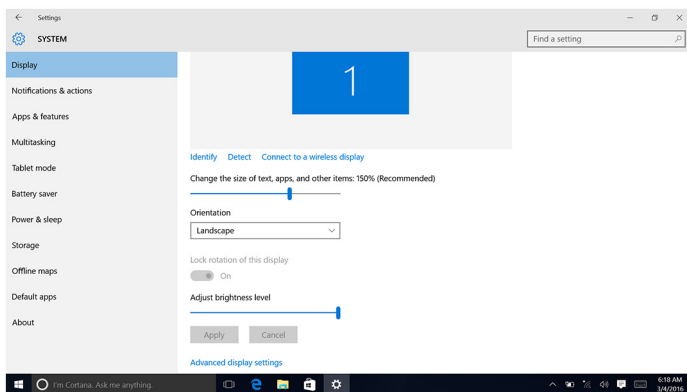 Settings
SYSTEM
Find a setting
Display
Notifications & actions
Apps & features
Multitasking
Tablet mode
Battery saver
Power & sleep
Storage
Offline maps
Default apps
About
1
Identify Detect Connect to a wireless display
Change the size of text, apps, and other items: 150% (Recommended)
Orientation
Landscape
Lock rotation of this display
On
Adjust brightness level
Apply Cancel
Advanced display settings
I'm Cortana. Ask me anything.
6:18 AM
3/4/2016